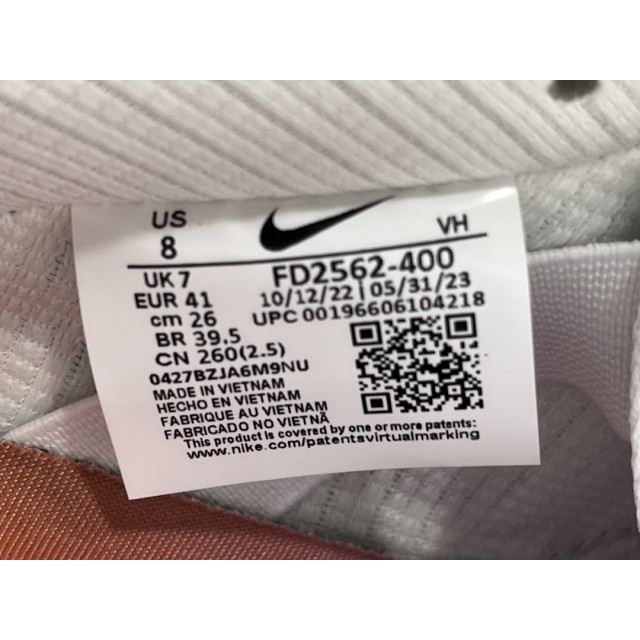 US
8
VH
UK 7
FD2562-400
EUR 41
10/12/22 | 05/31/23
cm 26
UPC 00196606104218
BR 39.5
CN 260(2.5)
0427BZJA6M9NU
MADE IN VIETNAM
HECHO EN VIETNAM
FABRIQUE AU VIETNAM
FABRICADO NO VIETNÃ
This product is covered by one or more patents
www.nike.com/patentsvirtualmarking